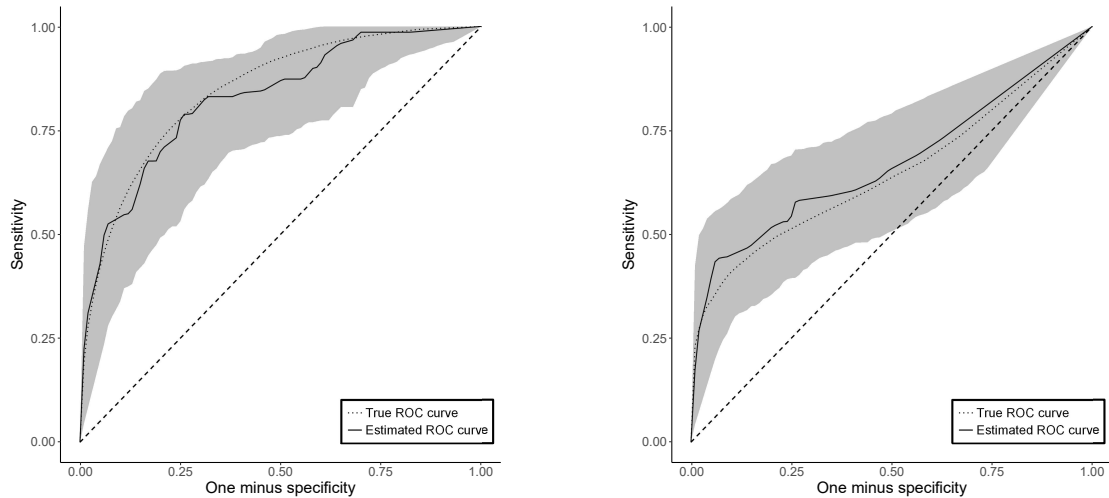 1.00
0.75
0.50
0.25
0.00
Sensitivity
True ROC curve
Estimated ROC curve
0.00 0.25 0.50 0.75 1.00
One minus specificity
1.00
0.75
0.50
0.25
0.00
Sensitivity
True ROC curve
Estimated ROC curve
0.00 0.25 0.50 0.75 1.00
One minus specificity